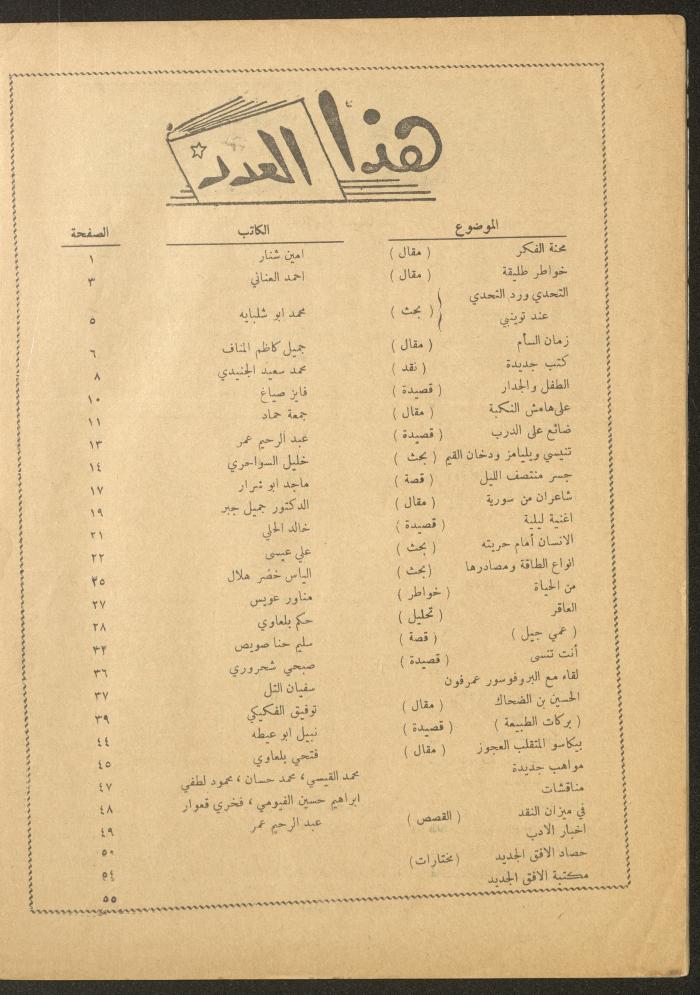 هذا العدد
الموضوع الكاتب الصفحة
محنة الفكر ( مقال ) امين شنار ١
خواطر طليقة ( مقال ) احمد العناني ٣
التحدي ورد التحدي
عند توينبي ( بحث ) محمد ابو شلبايه ٥
زمان السأم ( مقال ) جميل كاظم المناف ٦
كتب جديدة ( نقد ) محمد سعيد الجنيدي ٨
الطفل والجدار ( قصيدة ) فايز صياغ ١٠
على هامش النكبة ( مقال ) جمعة حماد ١١
ضائع على الدرب ( قصيدة ) عبد الرحيم عمر ١٣
تنيسي ويليامز ودخان القيم ( بحث ) خليل السواحري ١٤
جسر منتصف الليل ( قصة ) ماجد ابو شرار ١٧
شاعران من سورية ( مقال ) الدكتور جميل جبر ١٩
اغنية ليلية ( قصيدة ) خالد الحلي ٢١
الانسان أمام حريته ( بحث ) علي عيسى ٢٢
انواع الطاقة ومصادرها ( بحث ) الياس خضر هلال ٢٥
من الحياة ( خواطر ) مناور عويس ٢٧
العاقر ( تحليل ) حكم بلعاوي ٢٨
( عمي جبيل ) ( قصة ) سليم حنا صويص
أنت تنسى ( قصيدة ) صبحي شحروري ٣٦
لقاء مع البروفوسور عمرفون سفيان التل ٣٧
الحسين بن الضحاك ( مقال ) توفيق الفكيكي ٣٩
( بركات الطبيعة ) ( قصيدة ) نبيل ابو عيطه ٤٤
بيكاسو المتقلب العجوز ( مقال ) فتحي بلعاوي ٤٥
مواهب جديدة محمد القيسي ، محمد حسان ، محمود لطفي ٤٧
مناقشات ابراهيم حسين الفيومي ، فخري قعوار ٤٨
في ميزان النقد ( القصص ) عبد الرحيم عمر ٤٩
اخبار الادب ٥٠
حصاد الافق الجديد ( مختارات ) ٥٤
مكتبة الافق الجديد ٥٥